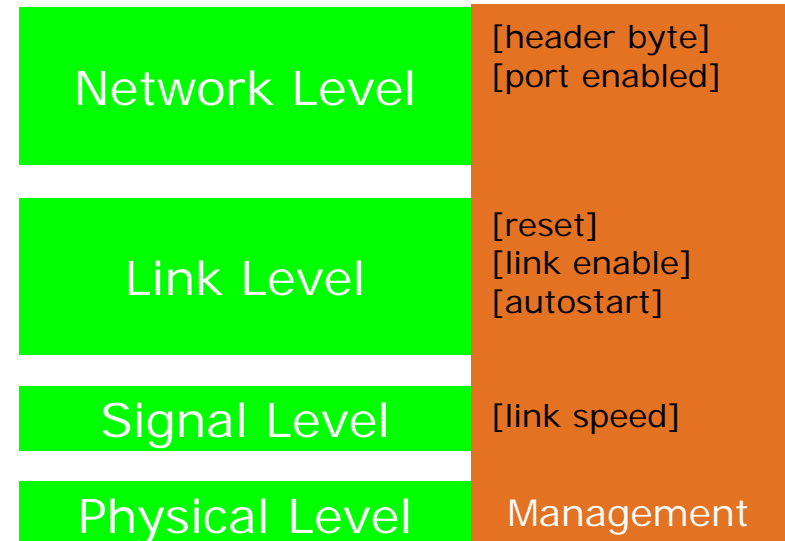 Network Level
[header byte]
[port enabled]
Link Level
[reset]
[link enable]
[autostart]
Signal Level
[link speed]
Physical Level
Management